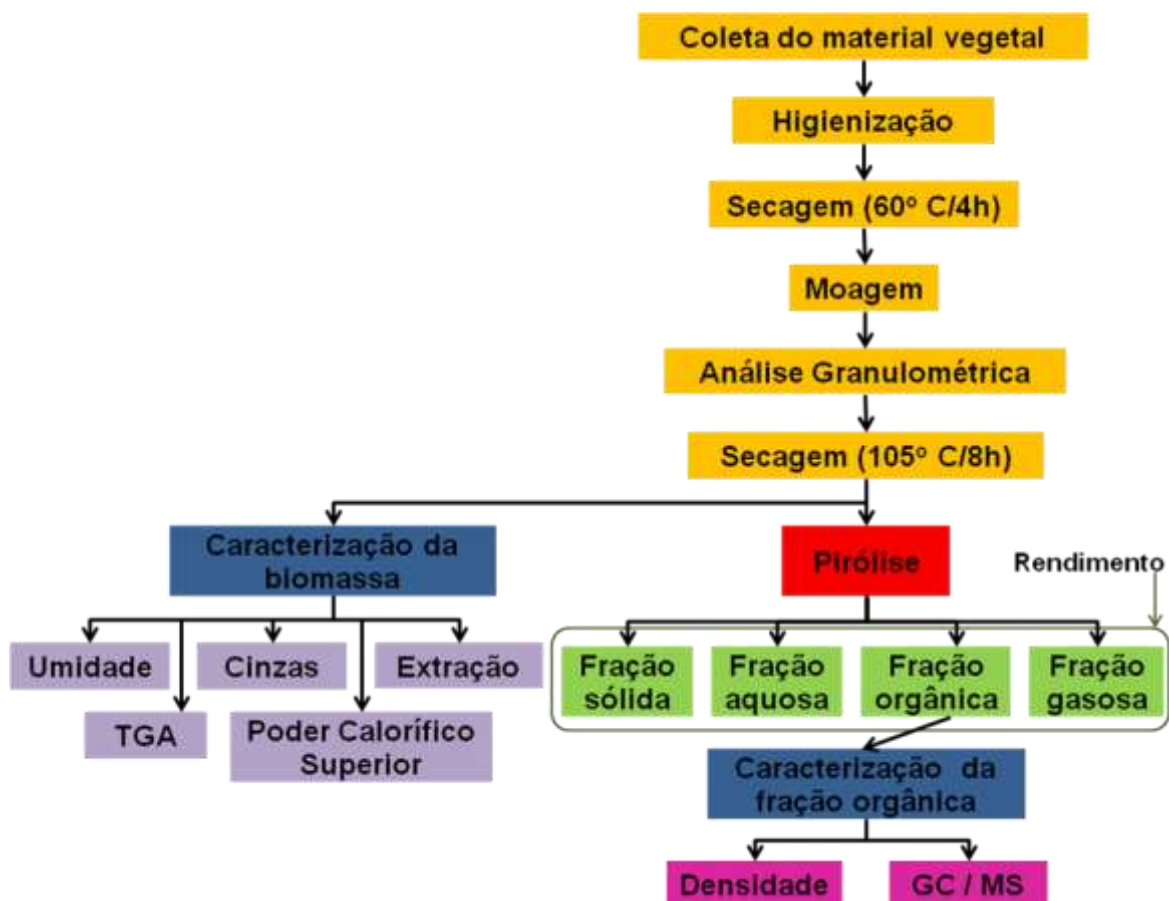 Coleta do material vegetal
Higienização
Secagem (60º C/4h)
Moagem
Análise Granulométrica
Secagem (105º C/8h)
Caracterização da
biomassa
Pirólise
Rendimento
Umidade
Cinzas
Extração
TGA
Poder Calorífico
Superior
Fração
sólida
Fração
aquosa
Fração
orgânica
Fração
gasosa
Caracterização da
fração orgânica
Densidade
GC / MS